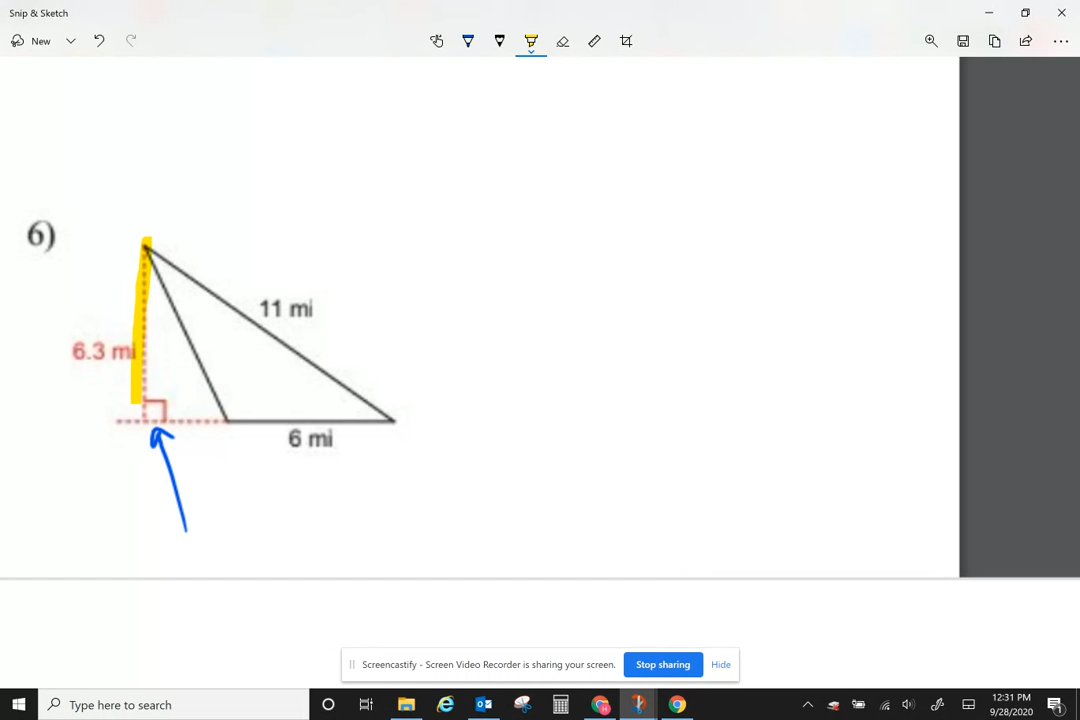 Snip & Sketch
New
6)
11 mi
6.3 mi
6 mi
Screencastify - Screen Video Recorder is sharing your screen.
Stop sharing
Hide
Type here to search
12:31 PM
9/28/2020